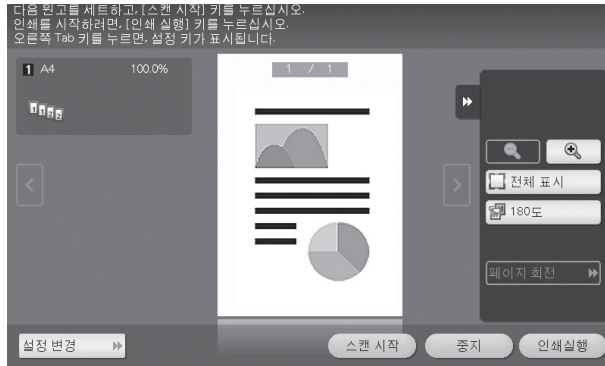 다음 원고를 세트하고, [스캔 시작] 키를 누르십시오.
인쇄를 시작하려면, [인쇄 실행] 키를 누르십시오.
오른쪽 Tab 키를 누르면, 설정 키가 표시됩니다.
1 A4 100.0%
1 / 1
1 1 2 2
전체 표시
180도
페이지 회전
설정 변경
스캔 시작
중지
인쇄실행